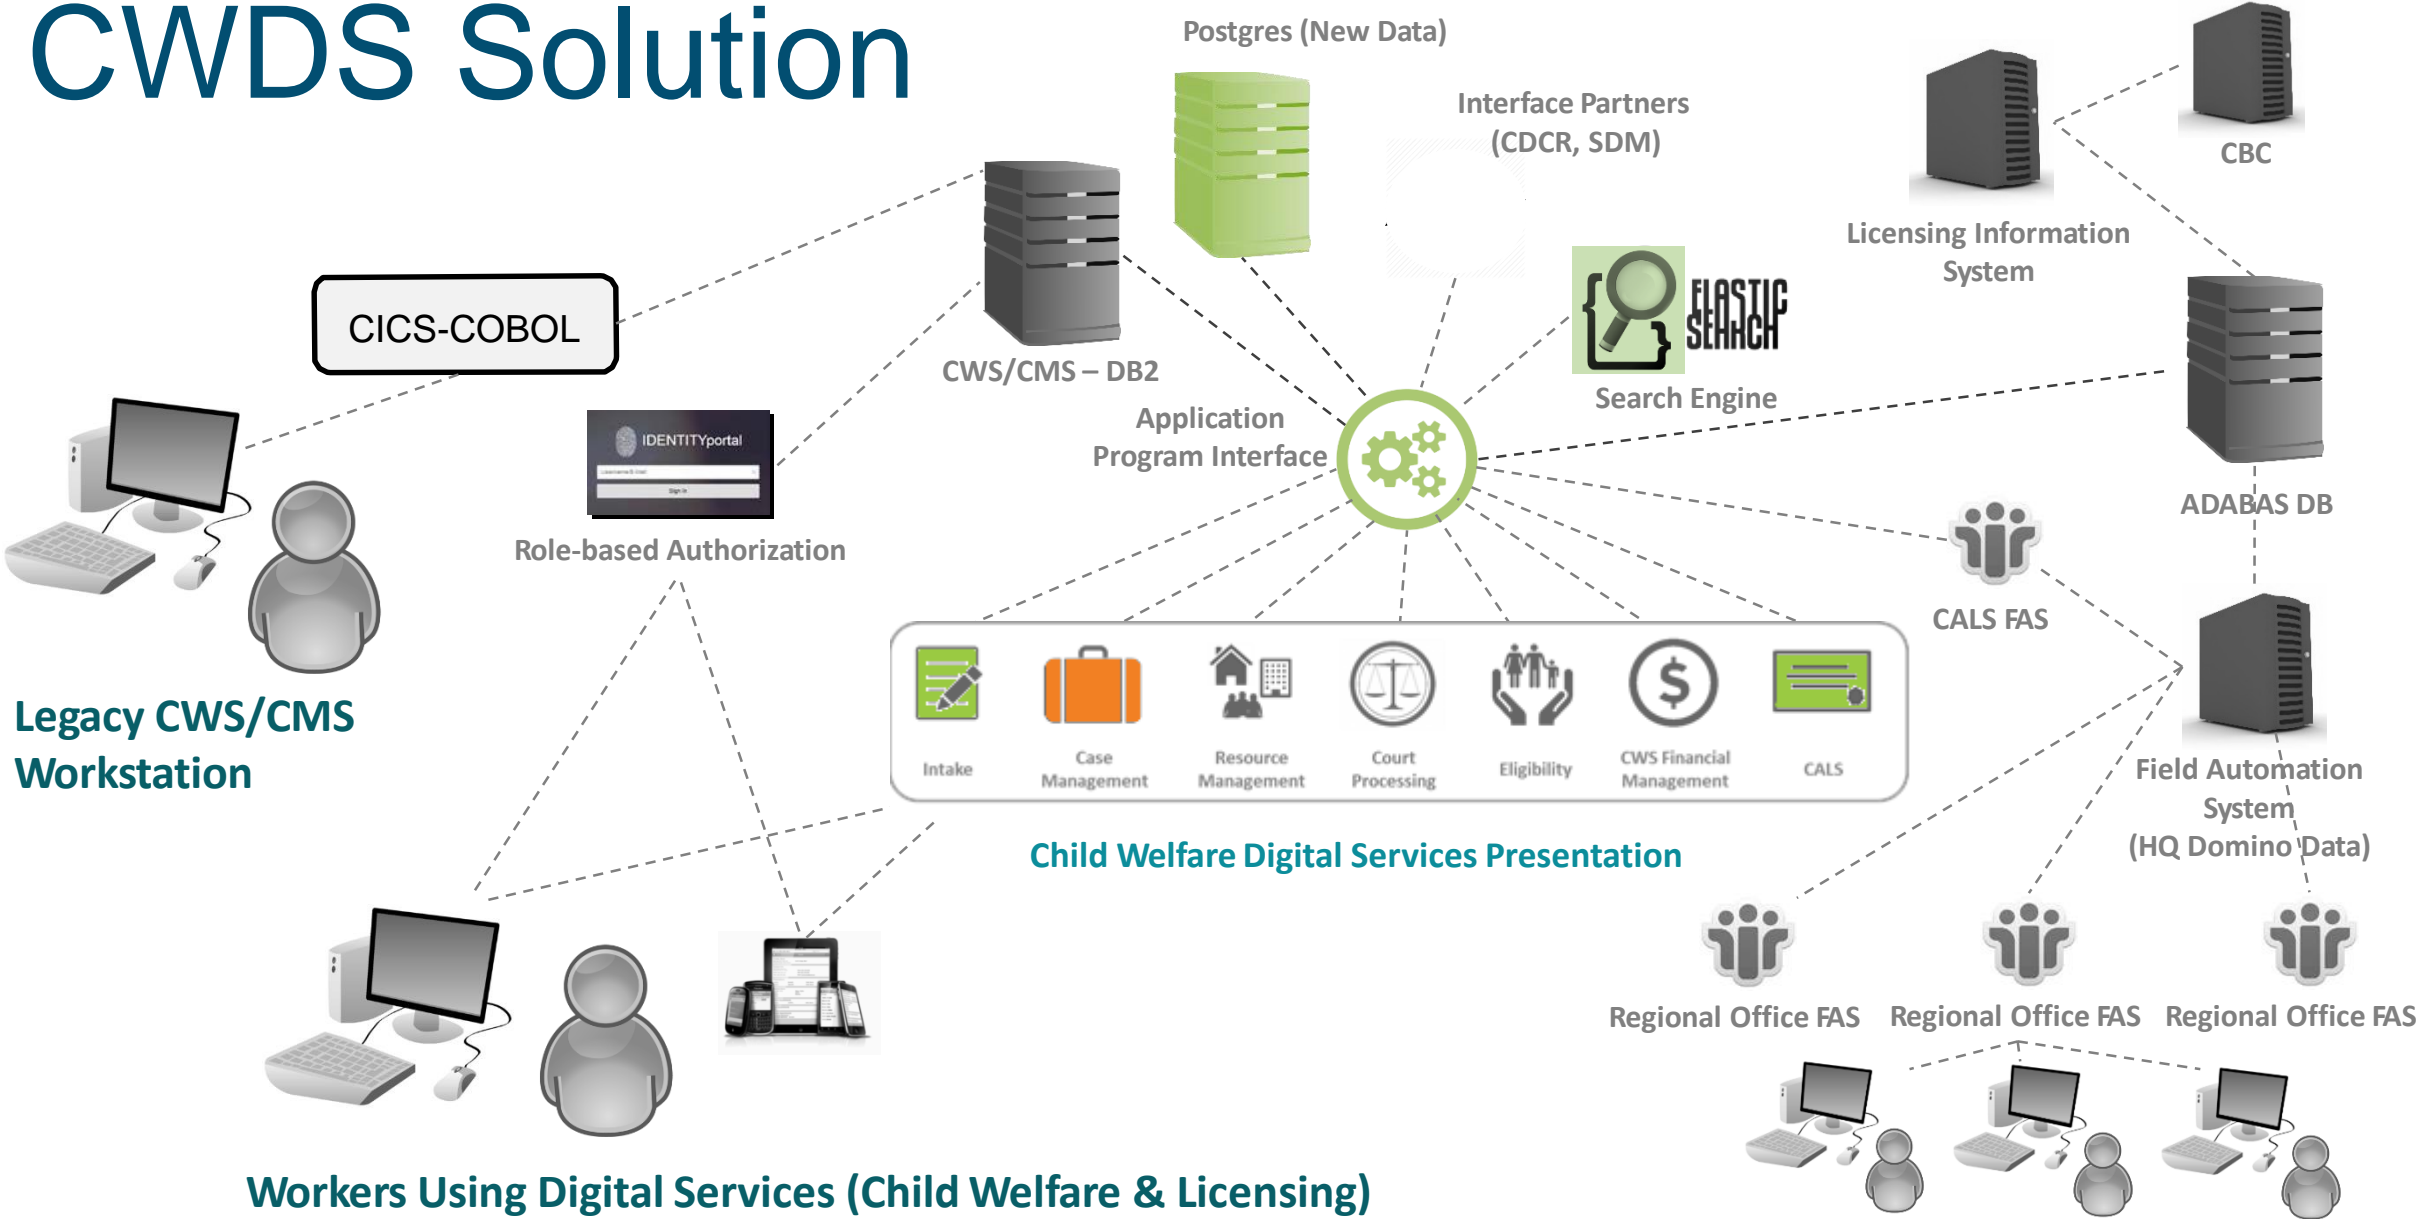 CWDS Solution
Postgres (New Data)
Interface Partners
(CDCR, SDM)
CBC
Licensing Information
System
CICS-COBOL
CWS/CMS – DB2
ELASTIC
SEARCH
Search Engine
Application
Program Interface
IDENTITYportal
Sign In
Role-based Authorization
ADABAS DB
CALS FAS
Legacy CWS/CMS
Workstation
Intake
Case
Management
Resource
Management
Court
Processing
Eligibility
$
CWS Financial
Management
CALS
Child Welfare Digital Services Presentation
Field Automation
System
(HQ Domino Data)
Regional Office FAS
Regional Office FAS
Regional Office FAS
Workers Using Digital Services (Child Welfare & Licensing)